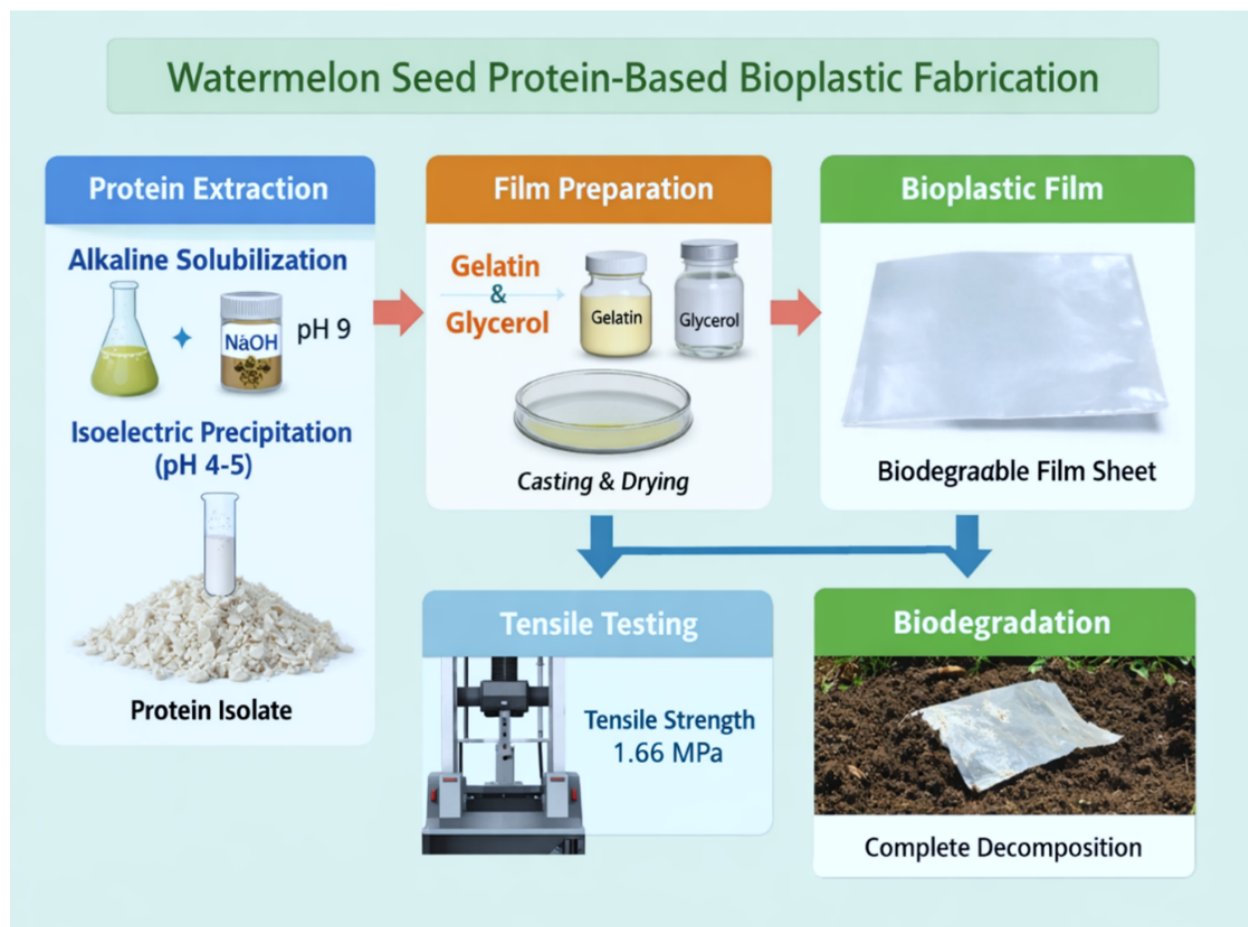 Watermelon Seed Protein-Based Bioplastic Fabrication
Protein Extraction
Alkaline Solubilization
NåOH
pH 9
Isoelectric Precipitation
(pH 4-5)
Protein Isolate
Film Preparation
Gelatin
&
Glycerol
Gelatin
Glycerol
Casting & Drying
Bioplastic Film
Biodegraɑble Film Sheet
Tensile Testing
Tensile Strength
1.66 MPa
Biodegradation
Complete Decomposition